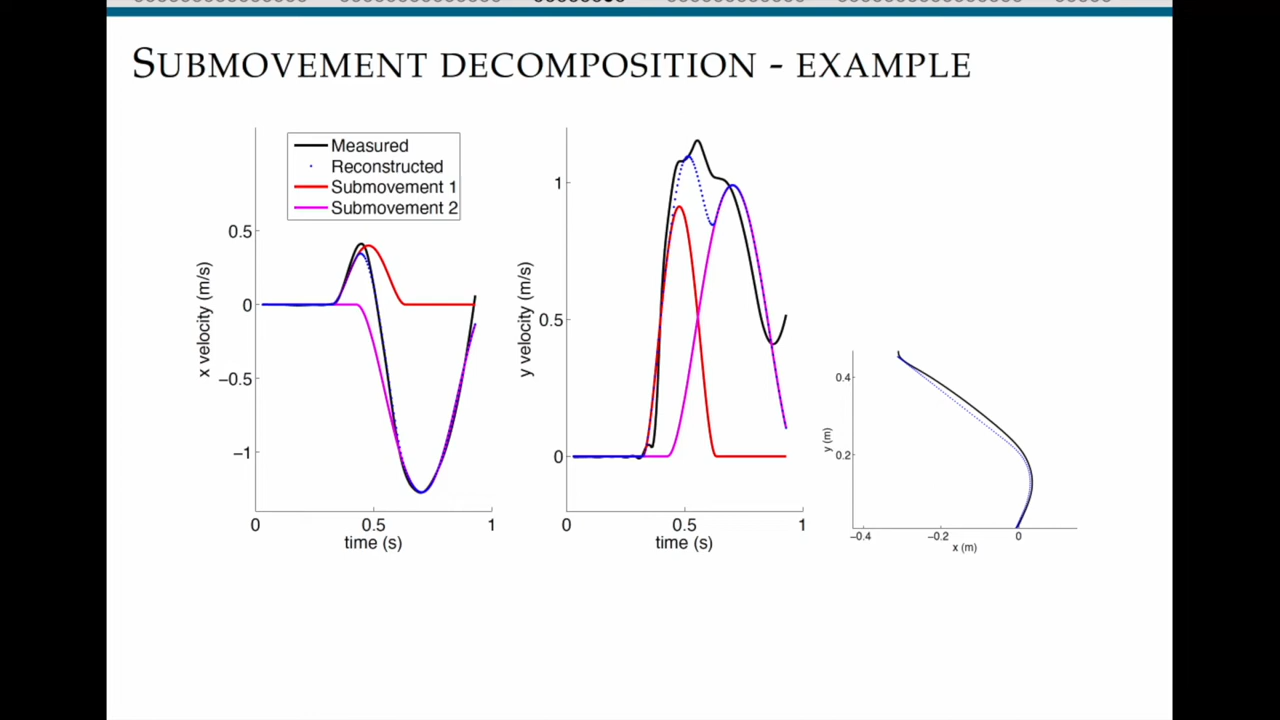 SUBMOVEMENT DECOMPOSITION - EXAMPLE
Measured
Reconstructed
Submovement 1
Submovement 2
x velocity (m/s)
0.5
0
−0.5
−1
0
0.5
1
time (s)
y velocity (m/s)
1
0.5
0
0
0.5
1
time (s)
y (m)
0.4
0.2
−0.4
−0.2
0
x (m)